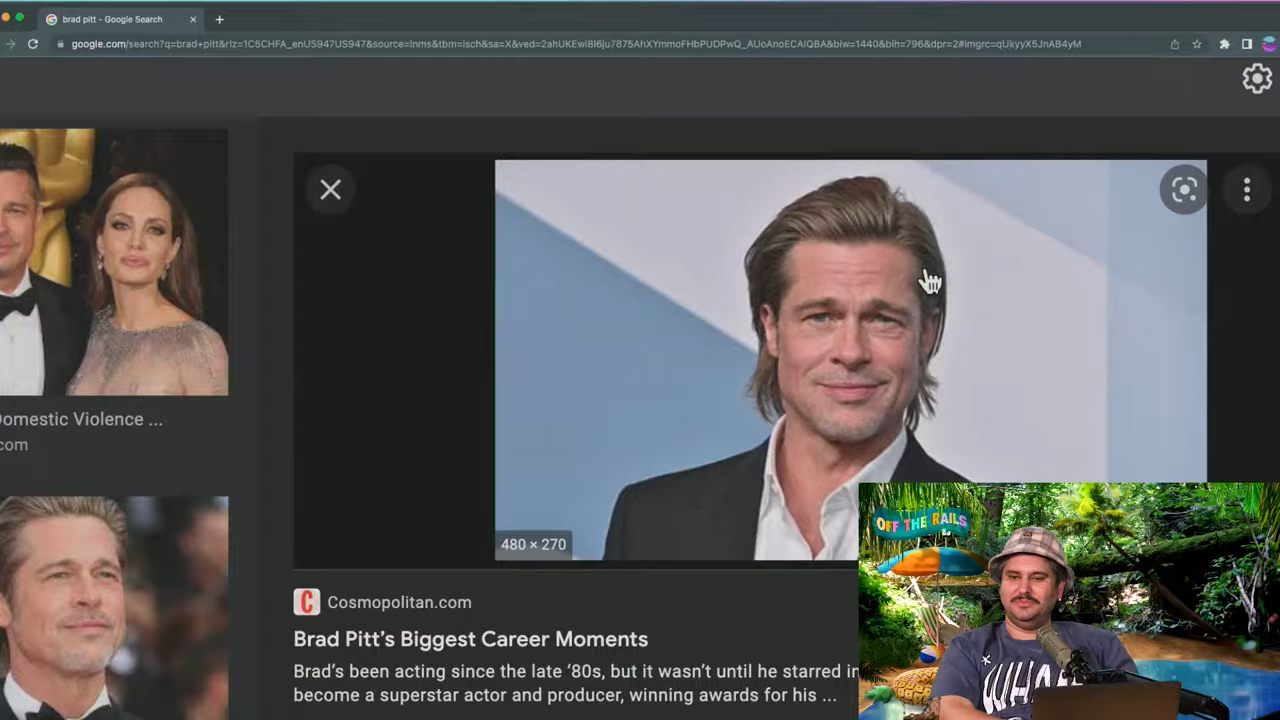 brad pitt - Google Search
google.com/search?q=brad+pitt&rlz=1C5CHFA_enUS947US947&source=lnms&tbm=isch&sa=X&ved=2ahUKEwi8l6ju7875AhXYmmoFHbPUDPwQ_AUoAnoECAIQBA&biw=1440&bih=796&dpr=2#imgrc=qUkyyX5JnAB4yM
Domestic Violence ...
com
480 × 270
C Cosmopolitan.com
Brad Pitt's Biggest Career Moments
Brad's been acting since the late '80s, but it wasn't until he starred in
become a superstar actor and producer, winning awards for his ...
OFF THE RAILS
WHA